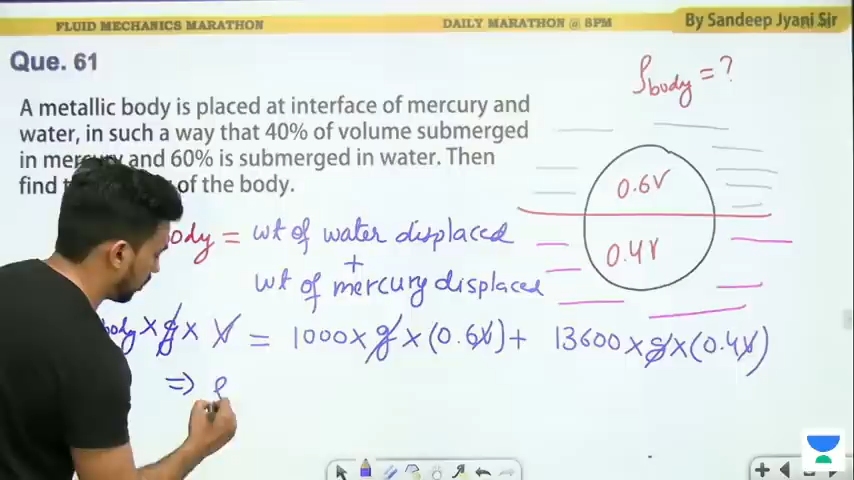 FLUID MECHANICS MARATHON
DAILY MARATHON @ 8PM
By Sandeep Jyani Sir
Que. 61
ρbody = ?
A metallic body is placed at interface of mercury and
water, in such a way that 40% of volume submerged
in mercury and 60% is submerged in water. Then
find of the body.
0.6V
0.4V
body = wt of water displaced
+
wt of mercury displaced
body × g × V = 1000 × g × (0.6V) + 13600 × g × (0.4V)
⇒ ρ